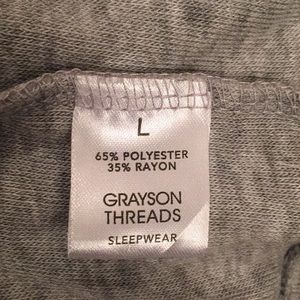 L
65% POLYESTER
35% RAYON
GRAYSON
THREADS
SLEEPWEAR